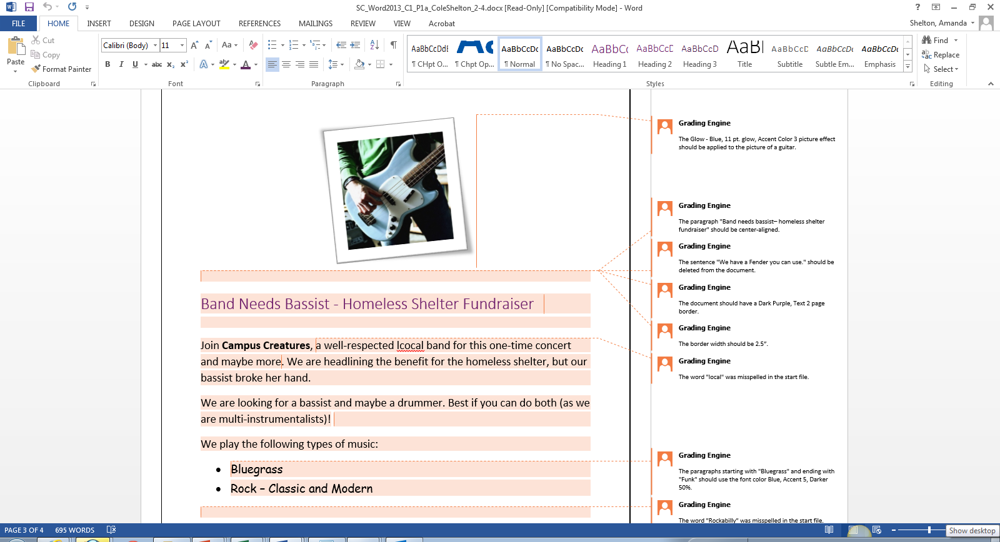 SC_Word2013_C1_P1a_ColeShelton_2-4.docx [Read-Only] [Compatibility Mode] - Word
FILE HOME INSERT DESIGN PAGE LAYOUT REFERENCES MAILINGS REVIEW VIEW Acrobat
Shelton, Amanda
Paste
Cut
Copy
Format Painter
Clipboard
Calibri (Body) 11
Font
Paragraph
AaBbCcDdE AaBbCcDc AaBbCcDc AaBbCc AaBbCcD AaBbCcD AaBl AaBbCcD AaBbCcDc AaBbCcDc
¶ CHpt O... ¶ Chpt Op... ¶ Normal ¶ No Spac... Heading 1 Heading 2 Heading 3 Title Subtitle Subtle Em... Emphasis
Styles
Find
Replace
Select
Editing
Band Needs Bassist - Homeless Shelter Fundraiser
Join Campus Creatures, a well-respected lcocal band for this one-time concert
and maybe more. We are headlining the benefit for the homeless shelter, but our
bassist broke her hand.
We are looking for a bassist and maybe a drummer. Best if you can do both (as we
are multi-instrumentalists)!
We play the following types of music:
• Bluegrass
• Rock – Classic and Modern
Grading Engine
The Glow - Blue, 11 pt. glow, Accent Color 3 picture effect
should be applied to the picture of a guitar.
Grading Engine
The paragraph "Band needs bassist– homeless shelter
fundraiser" should be center-aligned.
Grading Engine
The sentence "We have a Fender you can use." should be
deleted from the document.
Grading Engine
The document should have a Dark Purple, Text 2 page
border.
Grading Engine
The border width should be 2.5”.
Grading Engine
The word "local" was misspelled in the start file.
Grading Engine
The paragraphs starting with "Bluegrass" and ending with
"Funk" should use the font color Blue, Accent 5, Darker
50%.
Grading Engine
The word "Rockabilly" was misspelled in the start file.
PAGE 3 OF 4 695 WORDS
Show desktop